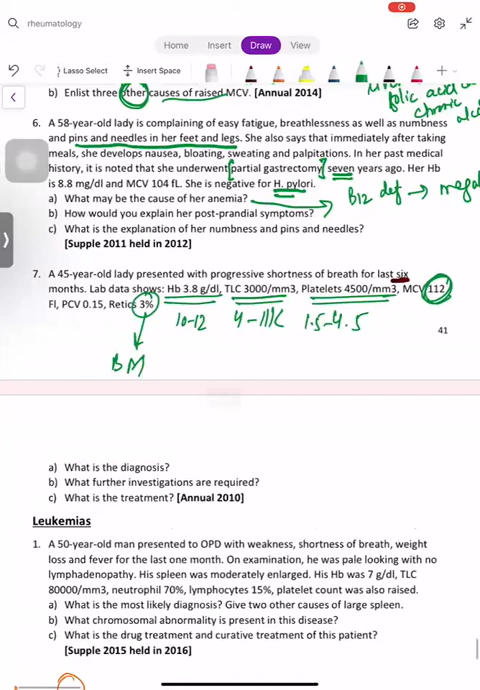 rheumatology
Home Insert Draw View
Lasso Select Insert Space
b) Enlist three other causes of raised MCV. [Annual 2014]
folic acid
chronic
6. A 58-year-old lady is complaining of easy fatigue, breathlessness as well as numbness
and pins and needles in her feet and legs. She also says that immediately after taking
meals, she develops nausea, bloating, sweating and palpitations. In her past medical
history, it is noted that she underwent [partial gastrectomy] seven years ago. Her Hb
is 8.8 mg/dl and MCV 104 fL. She is negative for H. pylori.
a) What may be the cause of her anemia? B12 def → megal
b) How would you explain her post-prandial symptoms?
c) What is the explanation of her numbness and pins and needles?
[Supple 2011 held in 2012]
7. A 45-year-old lady presented with progressive shortness of breath for last six
months. Lab data shows: Hb 3.8 g/dl, TLC 3000/mm3, Platelets 4500/mm3, MCV 112
Fl, PCV 0.15, Retics 3%
10-12 4-11K 1.5-4.5
41
BM
a) What is the diagnosis?
b) What further investigations are required?
c) What is the treatment? [Annual 2010]
Leukemias
1. A 50-year-old man presented to OPD with weakness, shortness of breath, weight
loss and fever for the last one month. On examination, he was pale looking with no
lymphadenopathy. His spleen was moderately enlarged. His Hb was 7 g/dl, TLC
80000/mm3, neutrophil 70%, lymphocytes 15%, platelet count was also raised.
a) What is the most likely diagnosis? Give two other causes of large spleen.
b) What chromosomal abnormality is present in this disease?
c) What is the drug treatment and curative treatment of this patient?
[Supple 2015 held in 2016]